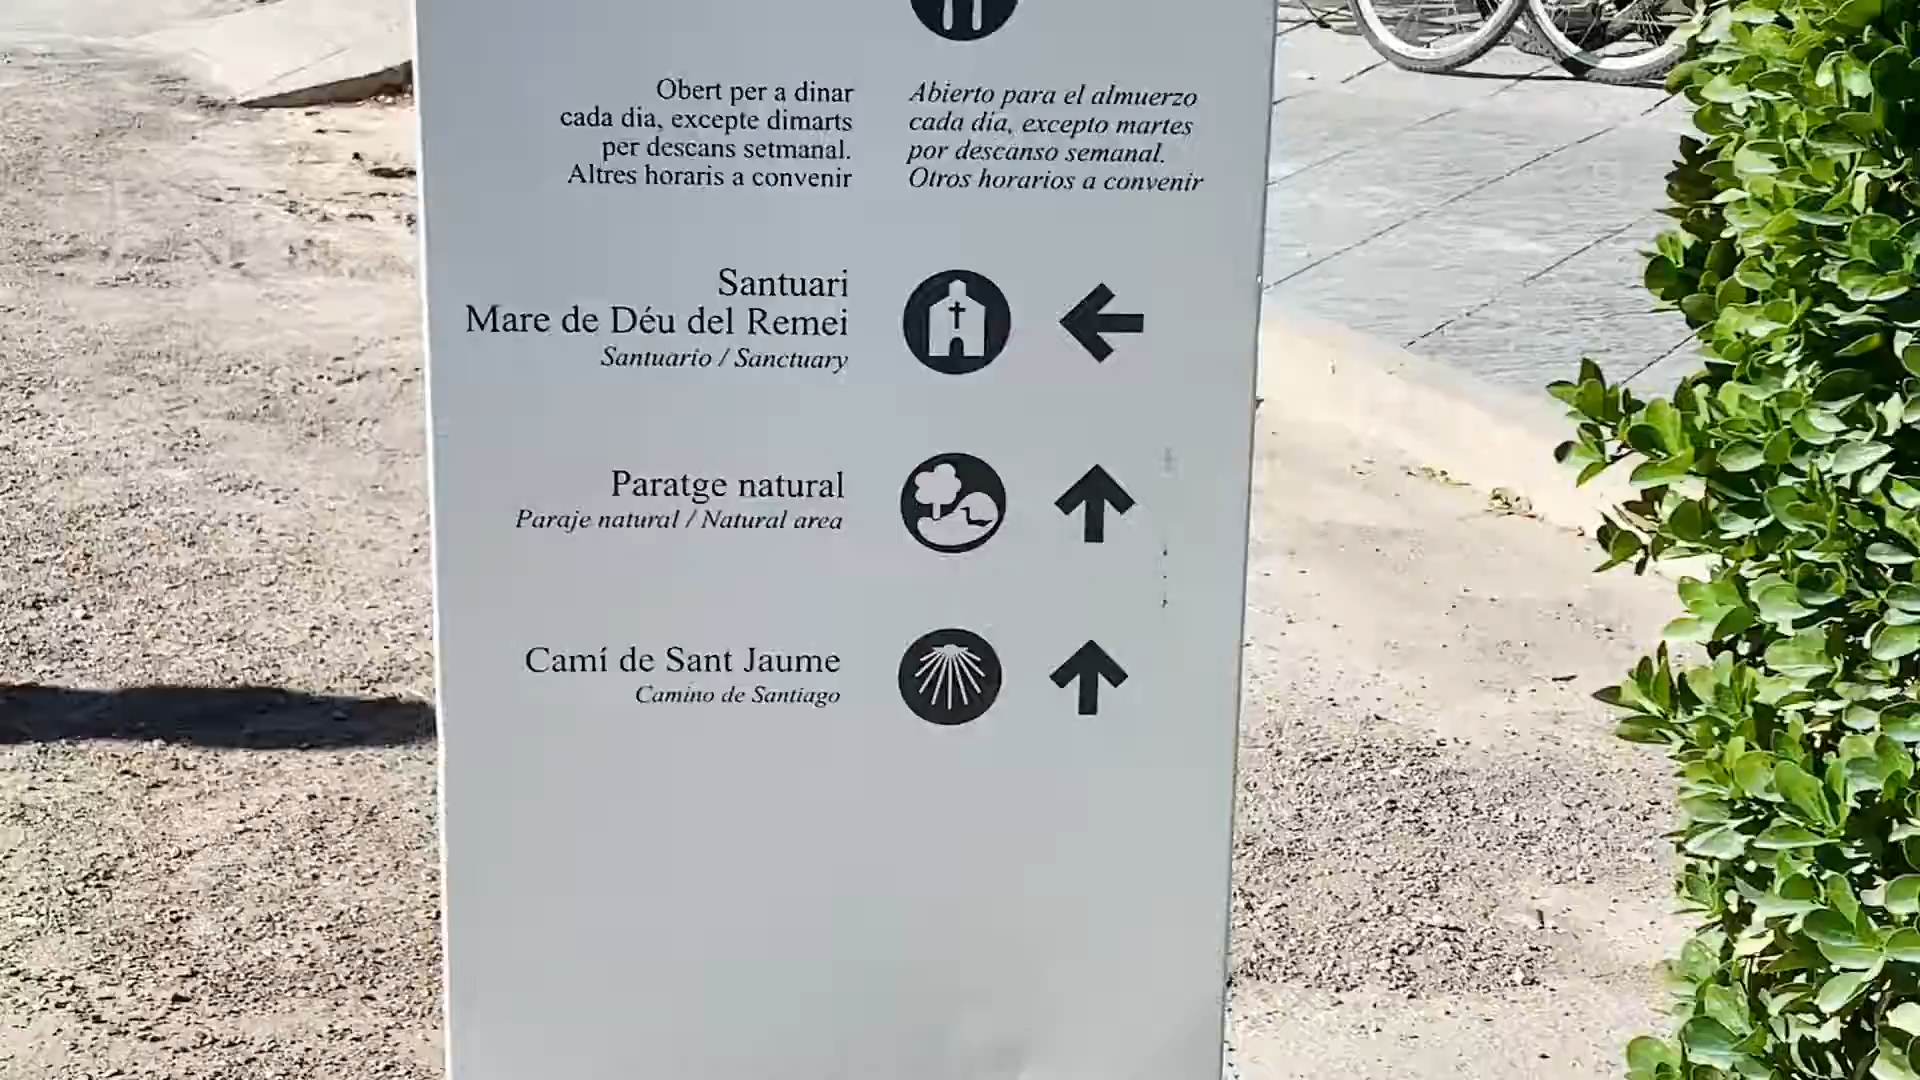 Obert per a dinar
cada dia, excepte dimarts
per descans setmanal.
Altres horaris a convenir
Abierto para el almuerzo
cada día, excepto martes
por descanso semanal.
Otros horarios a convenir
Santuari
Mare de Déu del Remei
Santuario / Sanctuary
Paratge natural
Paraje natural / Natural area
Camí de Sant Jaume
Camino de Santiago